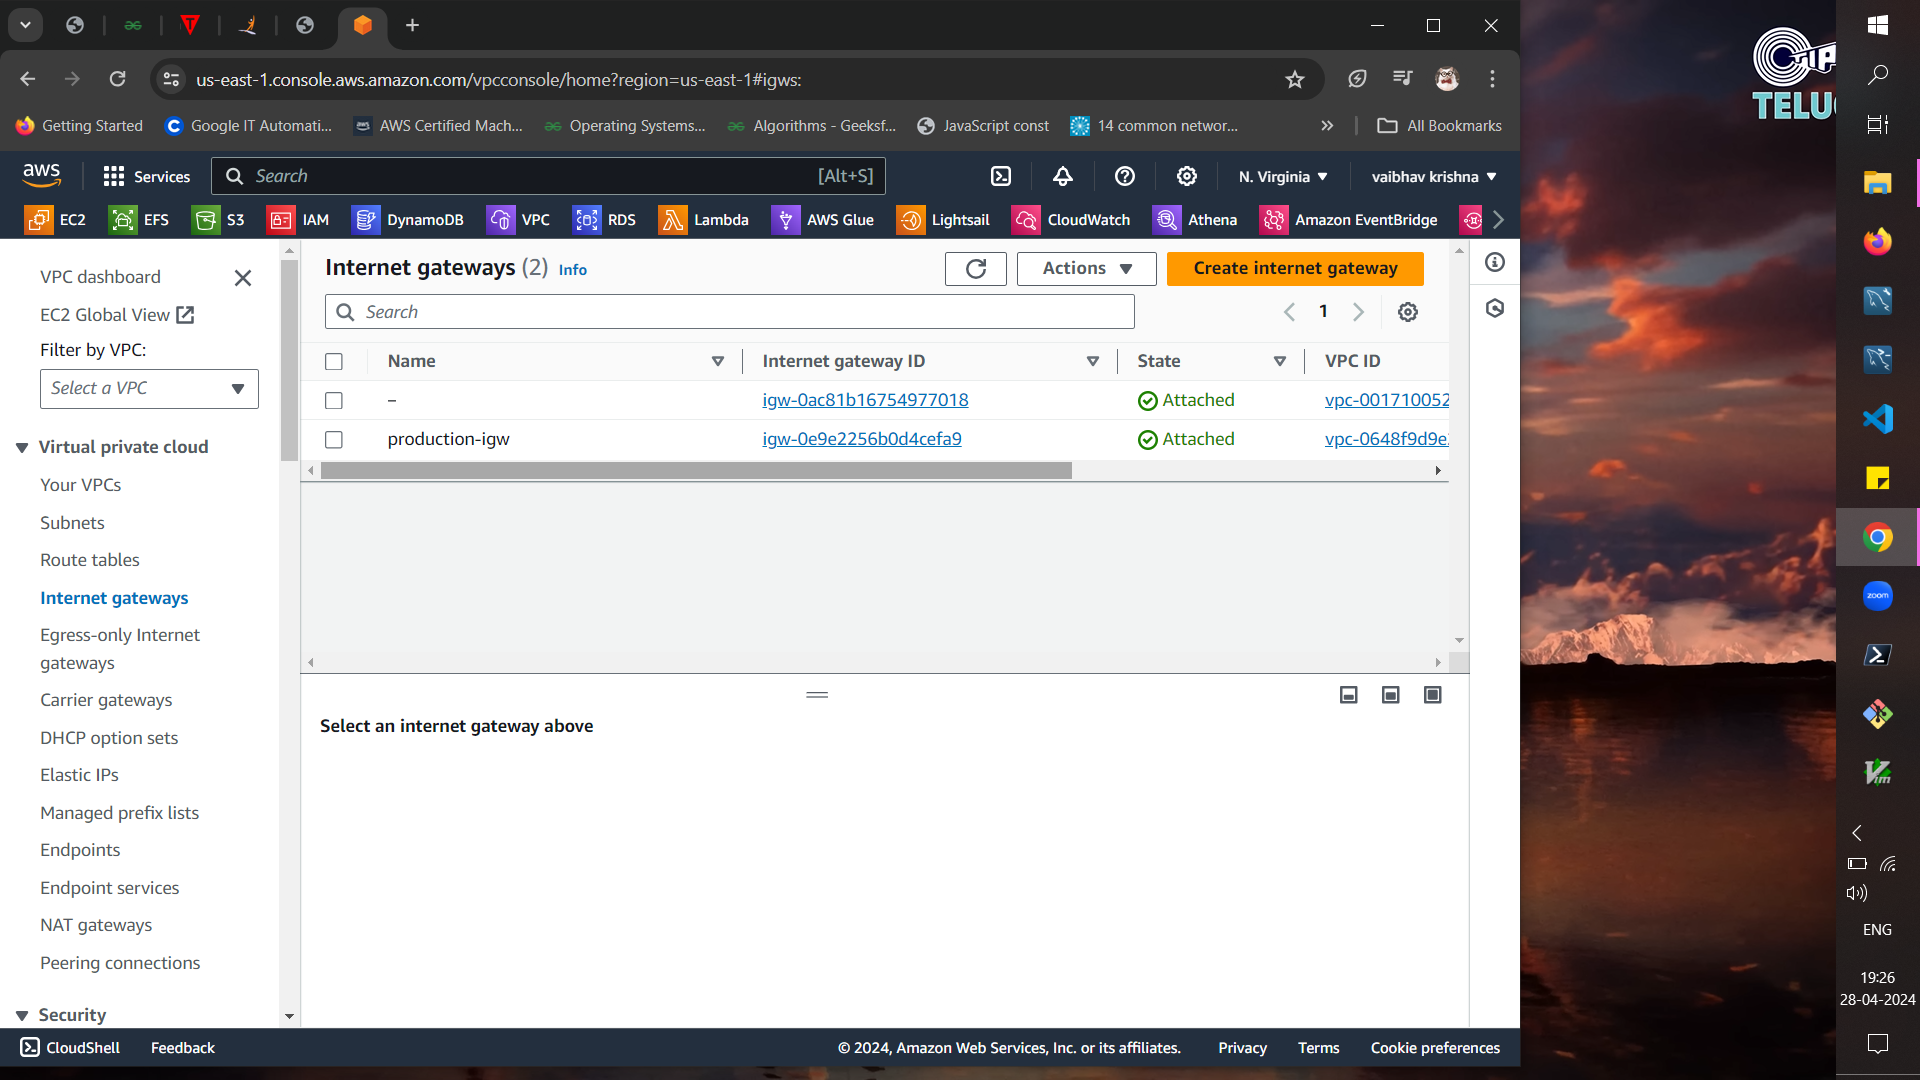 us-east-1.console.aws.amazon.com/vpcconsole/home?region=us-east-1#igws:
Getting Started
Google IT Automati...
AWS Certified Mach...
Operating Systems...
Algorithms - Geeksf...
JavaScript const
14 common networ...
All Bookmarks
aws
Services
Search
[Alt+S]
N. Virginia
vaibhav krishna
EC2
EFS
S3
IAM
DynamoDB
VPC
RDS
Lambda
AWS Glue
Lightsail
CloudWatch
Athena
Amazon EventBridge
VPC dashboard
EC2 Global View
Filter by VPC:
Select a VPC
Virtual private cloud
Your VPCs
Subnets
Route tables
Internet gateways
Egress-only Internet
gateways
Carrier gateways
DHCP option sets
Elastic IPs
Managed prefix lists
Endpoints
Endpoint services
NAT gateways
Peering connections
Security
Internet gateways (2) Info
Actions
Create internet gateway
Search
1
Name
Internet gateway ID
State
VPC ID
–
igw-0ac81b16754977018
Attached
vpc-001710052
production-igw
igw-0e9e2256b0d4cefa9
Attached
vpc-0648f9d9e
Select an internet gateway above
CloudShell
Feedback
© 2024, Amazon Web Services, Inc. or its affiliates.
Privacy
Terms
Cookie preferences
TELU
zoom
Vim
ENG
19:26
28-04-2024